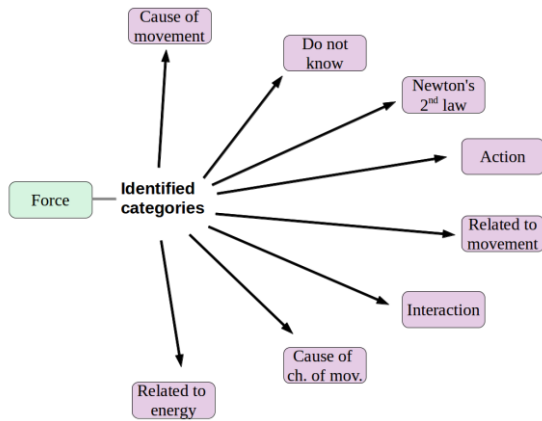 Cause of
movement
Do not
know
Newton's
2nd law
Action
Force
Identified
categories
Related to
movement
Interaction
Cause of
ch. of mov.
Related to
energy